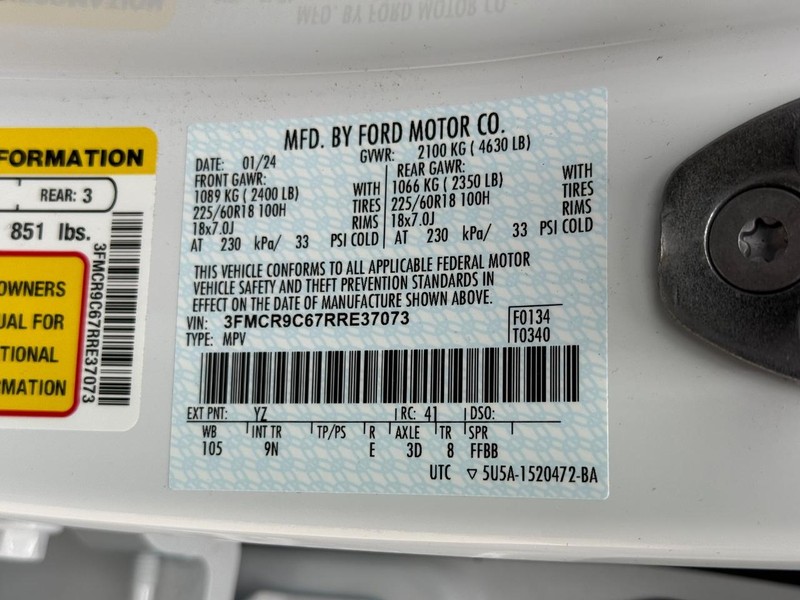 MFD. BY FORD MOTOR CO.
MFD. BY FORD MOTOR CO.
DATE: 01/24 GVWR: 2100 KG ( 4630 LB)
FRONT GAWR: REAR GAWR:
1089 KG ( 2400 LB) WITH 1066 KG ( 2350 LB) WITH
225/60R18 100H TIRES 225/60R18 100H TIRES
18x7.0J RIMS 18x7.0J RIMS
AT 230 kPa/ 33 PSI COLD AT 230 kPa/ 33 PSI COLD
THIS VEHICLE CONFORMS TO ALL APPLICABLE FEDERAL MOTOR
VEHICLE SAFETY AND THEFT PREVENTION STANDARDS IN
EFFECT ON THE DATE OF MANUFACTURE SHOWN ABOVE.
VIN: 3FMCR9C67RRE37073 F0134
TYPE: MPV T0340
EXT PNT: YZ RC: 41 DSO:
WB INT TR TP/PS R AXLE TR SPR
105 9N E 3D 8 FFBB
UTC ▽ 5U5A-1520472-BA
FORMATION
REAR: 3
851 lbs.
3FMCR9C67RRE37073
OWNERS
UAL FOR
TIONAL
RMATION